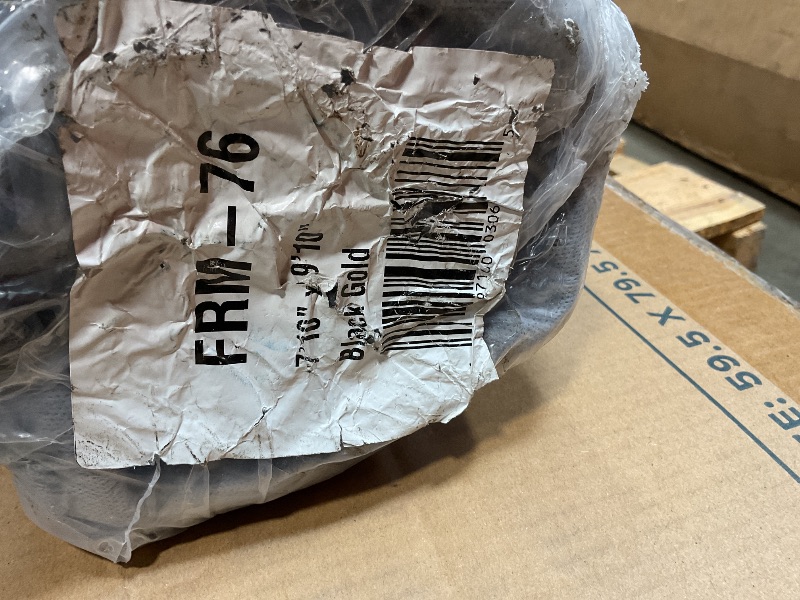 FRM-76
7'10" x 9'10"
Black Gold
E: 59.5 X 79.5